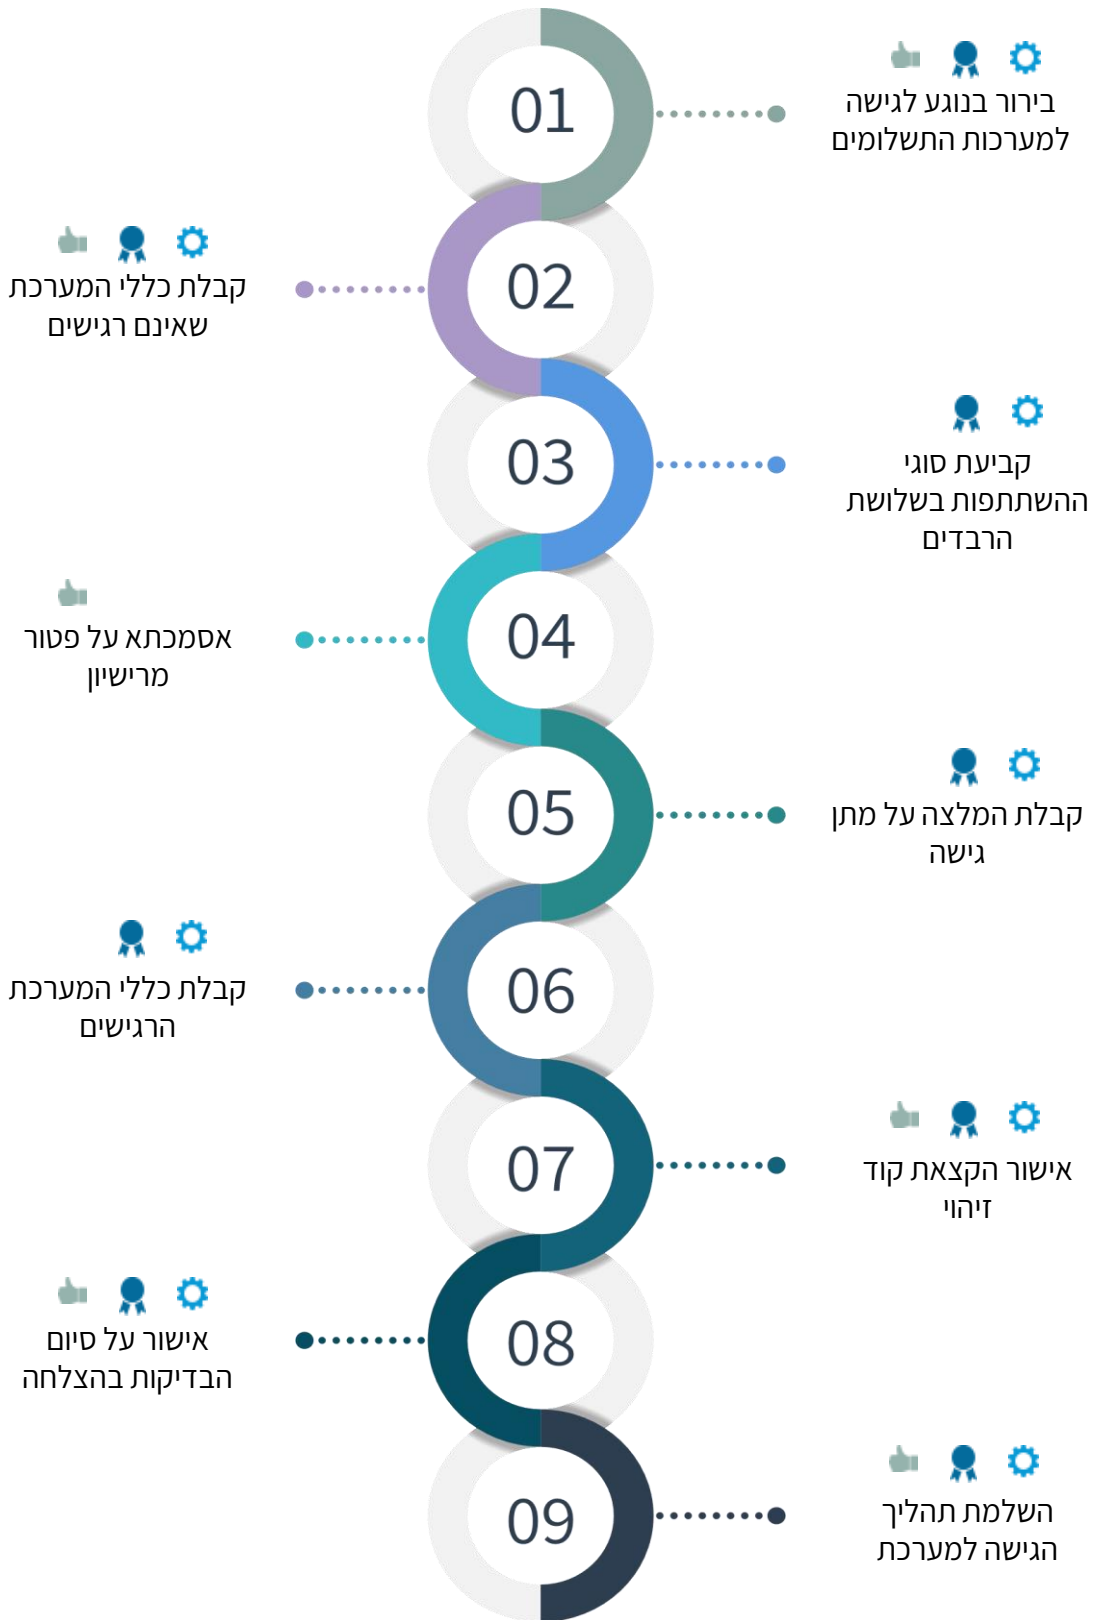 01
בירור בנוגע לגישה
למערכות התשלומים
02
קבלת כללי המערכת
שאינם רגישים
03
קביעת סוגי
ההשתתפות בשלושת
הרבדים
04
אסמכתא על פטור
מרישיון
05
קבלת המלצה על מתן
גישה
06
קבלת כללי המערכת
הרגישים
07
אישור הקצאת קוד
זיהוי
08
אישור על סיום
הבדיקות בהצלחה
09
השלמת תהליך
הגישה למערכת